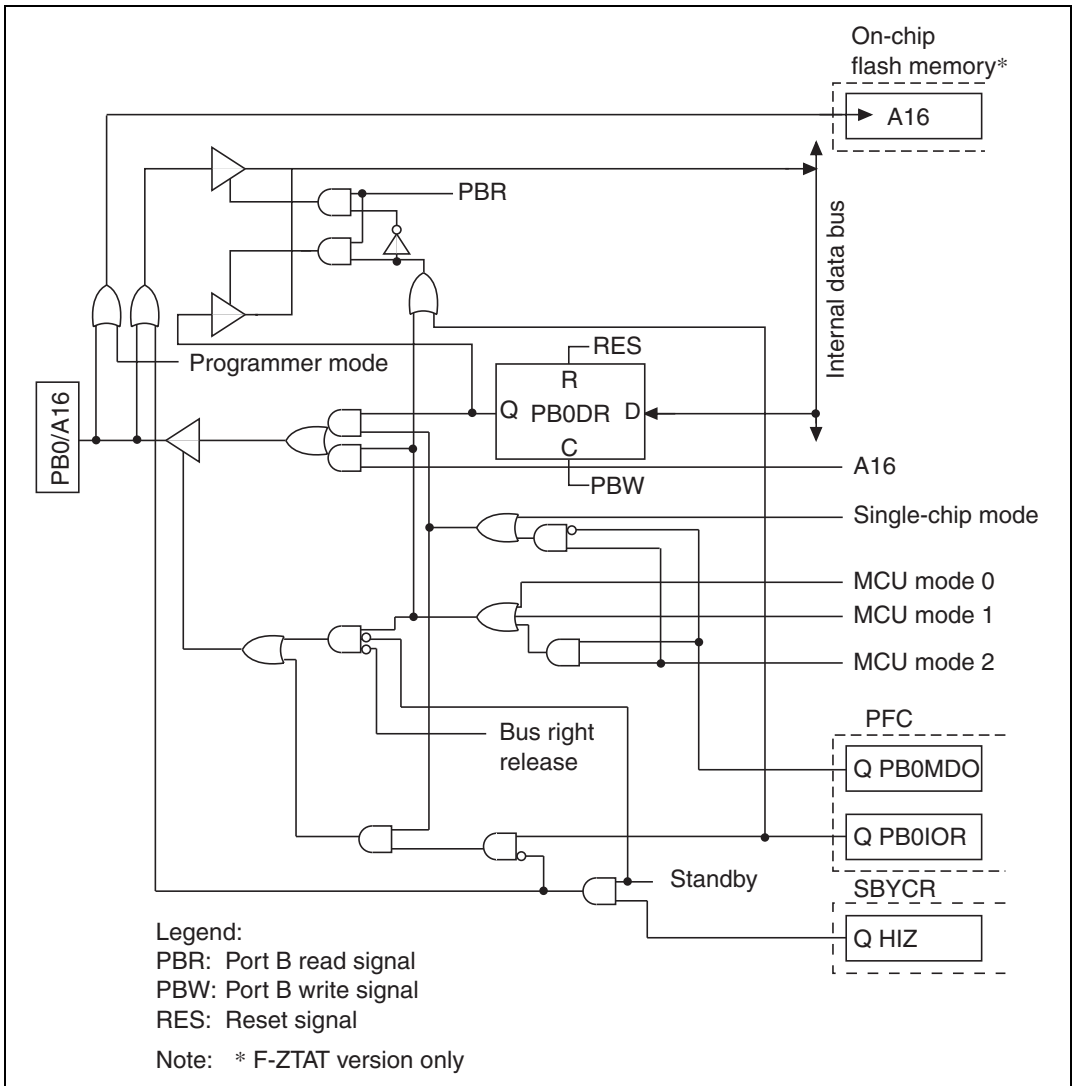 On-chip
flash memory*
A16
PBR
Internal data bus
Programmer mode
RES
R
Q PB0DR D
C
PBW
PB0/A16
A16
Single-chip mode
MCU mode 0
MCU mode 1
MCU mode 2
PFC
Bus right
release
Q PB0MD0
Q PB0IOR
Standby
SBYCR
Q HIZ
Legend:
PBR: Port B read signal
PBW: Port B write signal
RES: Reset signal
Note: * F-ZTAT version only